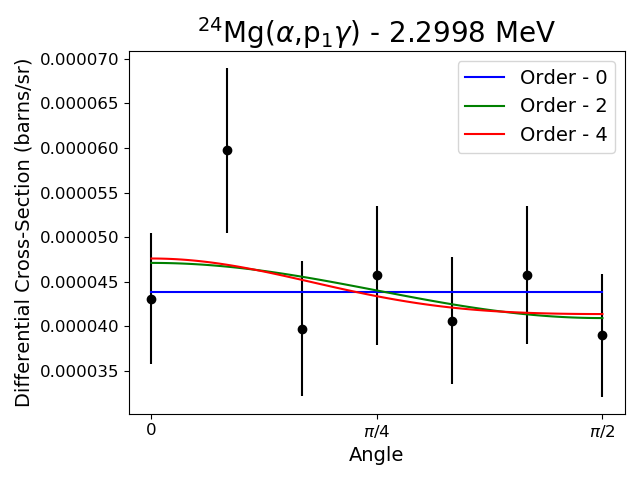 ²⁴Mg(α,p₁γ) - 2.2998 MeV
Differential Cross-Section (barns/sr)
0.000070
0.000065
0.000060
0.000055
0.000050
0.000045
0.000040
0.000035
Order - 0
Order - 2
Order - 4
0 π/4 π/2
Angle